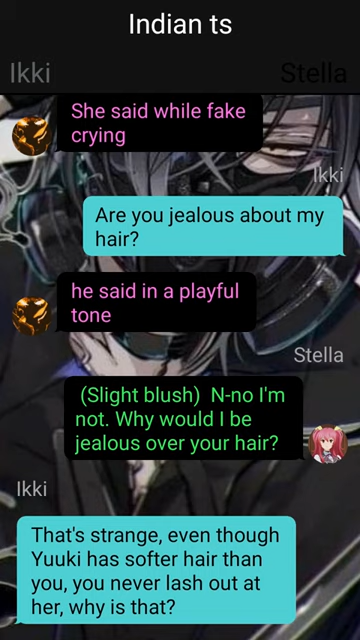 Indian ts
Ikki
Stella
She said while fake
crying
Ikki
Are you jealous about my
hair?
he said in a playful
tone
Stella
(Slight blush)  N-no I'm
not. Why would I be
jealous over your hair?
Ikki
That's strange, even though
Yuuki has softer hair than
you, you never lash out at
her, why is that?